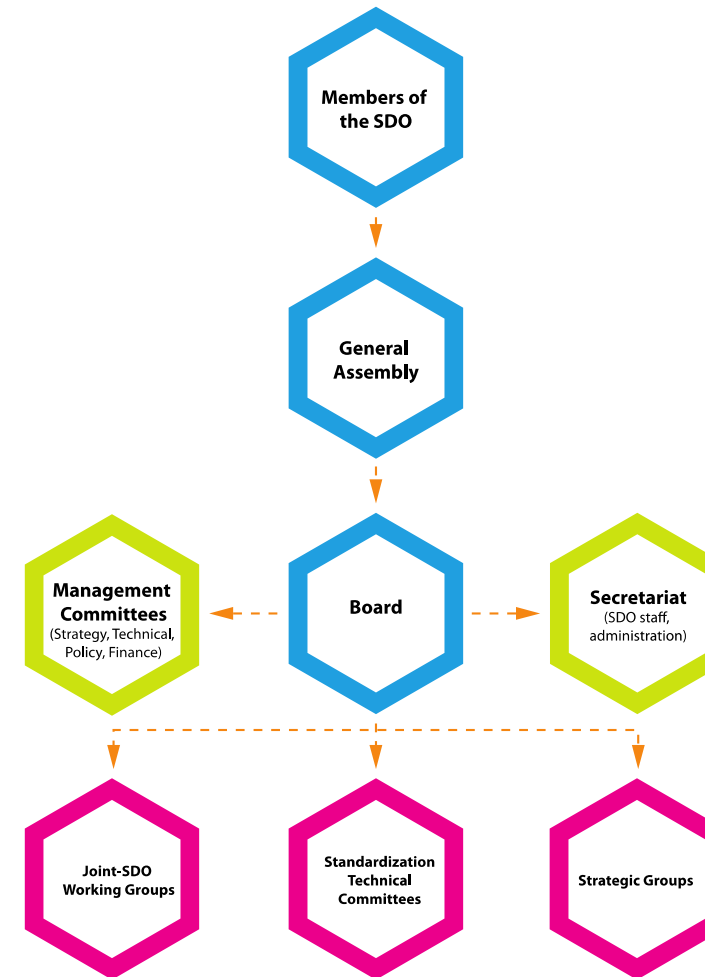 Members of
the SDO
General
Assembly
Management
Committees
(Strategy, Technical,
Policy, Finance)
Board
Secretariat
(SDO staff,
administration)
Joint-SDO
Working Groups
Standardization
Technical
Committees
Strategic Groups